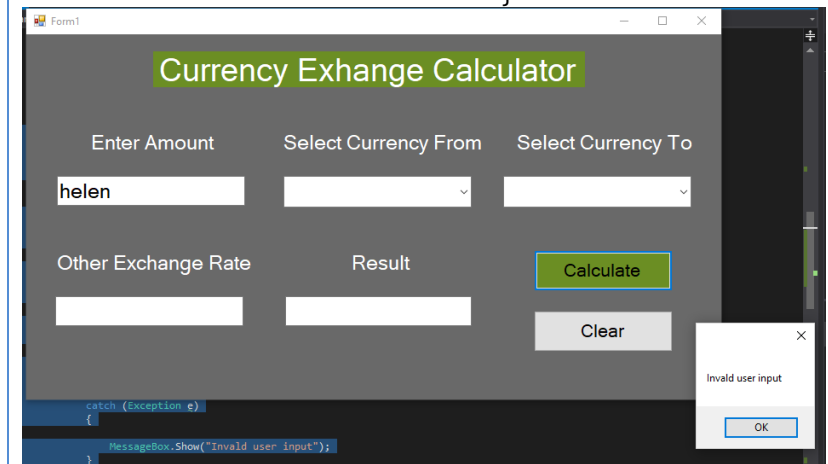 Form1
Currency Exhange Calculator
Enter Amount Select Currency From Select Currency To
helen
Other Exchange Rate Result Calculate
Clear
Invald user input
OK
catch (Exception e)
{
MessageBox.Show("Invald user input");
}